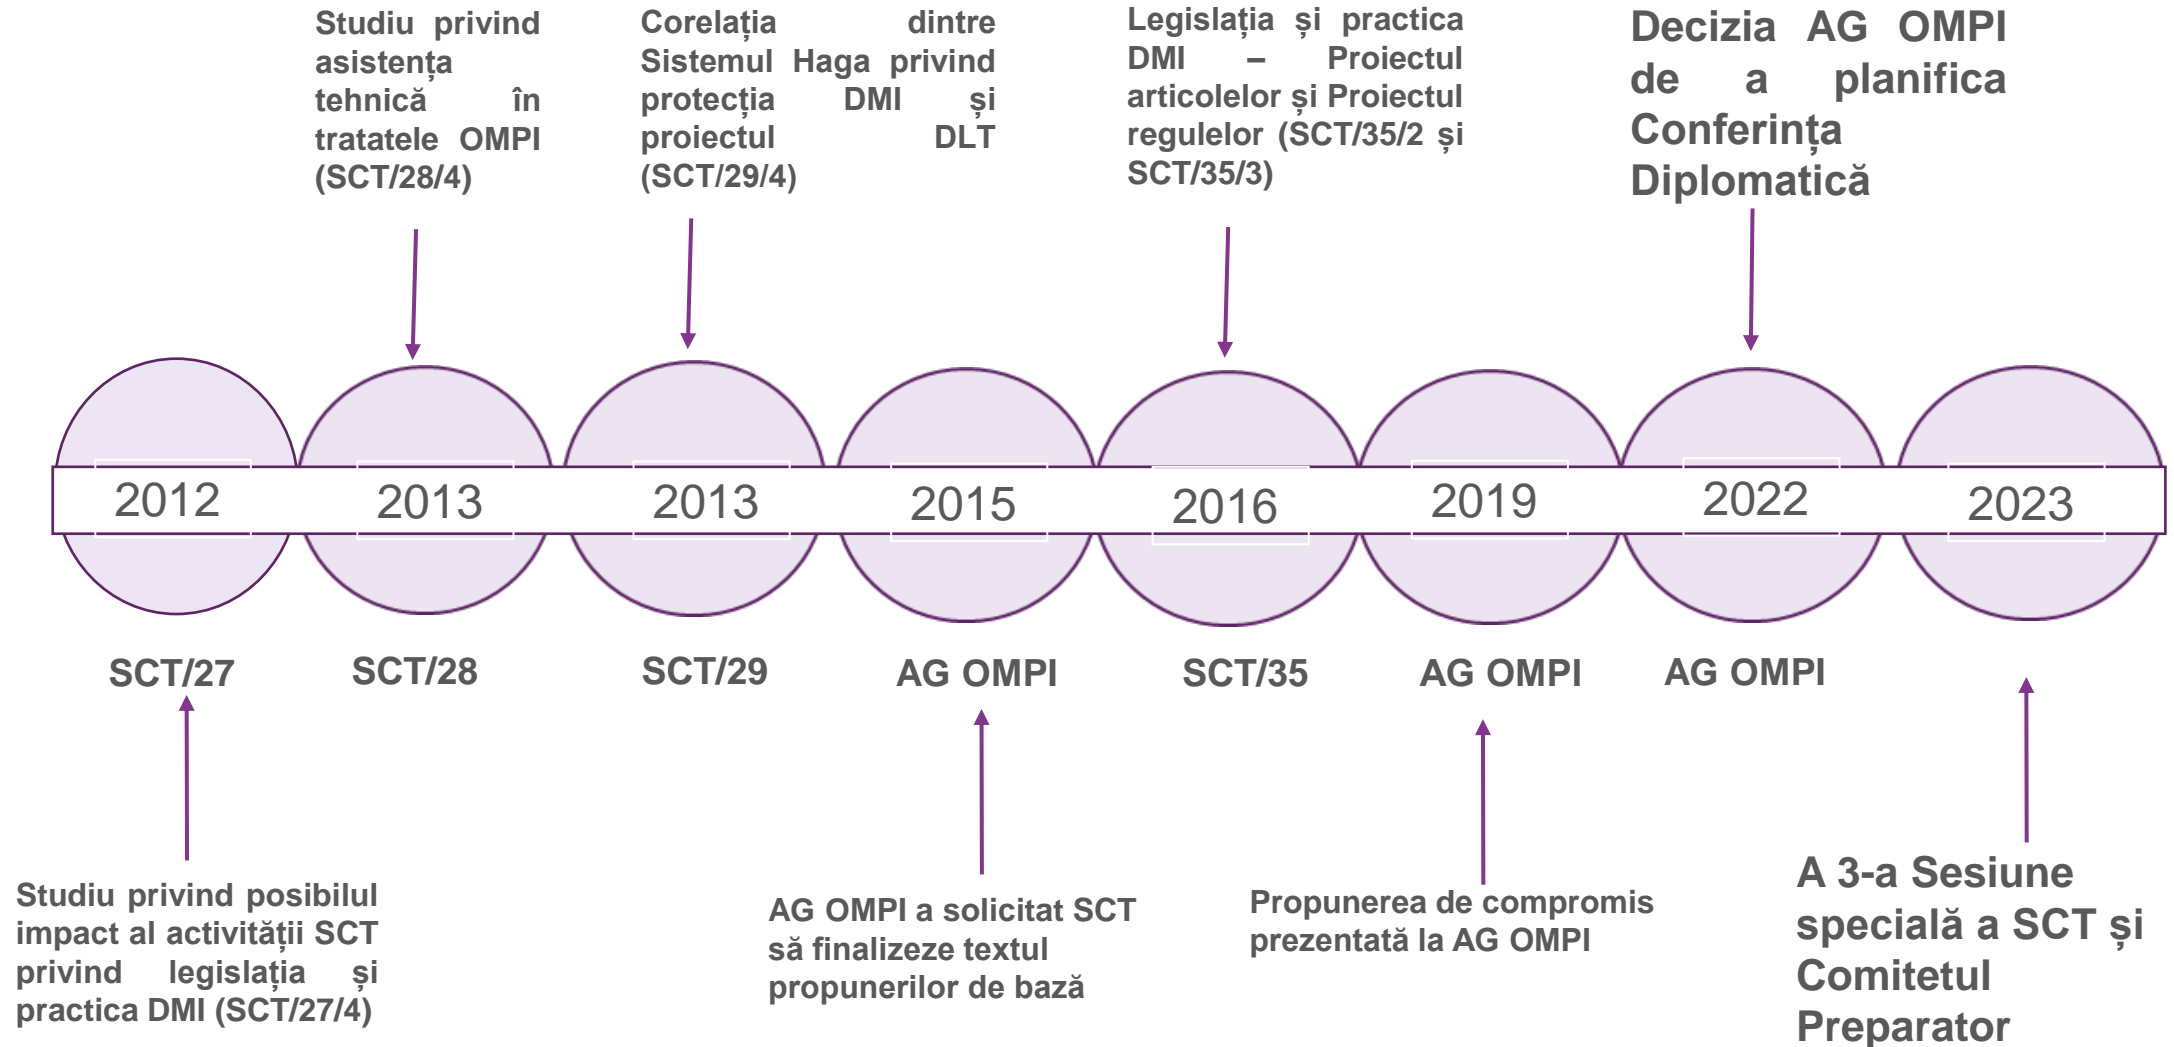 Studiu privind
asistența
tehnică în
tratatele OMPI
(SCT/28/4)
Corelația dintre
Sistemul Haga privind
protecția DMI și
proiectul DLT
(SCT/29/4)
Legislația și practica
DMI – Proiectul
articolelor și Proiectul
regulelor (SCT/35/2 și
SCT/35/3)
Decizia AG OMPI
de a planifica
Conferința
Diplomatică
2012
2013
2013
2015
2016
2019
2022
2023
SCT/27
SCT/28
SCT/29
AG OMPI
SCT/35
AG OMPI
AG OMPI
Studiu privind posibilul
impact al activității SCT
privind legislația și
practica DMI (SCT/27/4)
AG OMPI a solicitat SCT
să finalizeze textul
propunerilor de bază
Propunerea de compromis
prezentată la AG OMPI
A 3-a Sesiune
specială a SCT și
Comitetul
Preparator